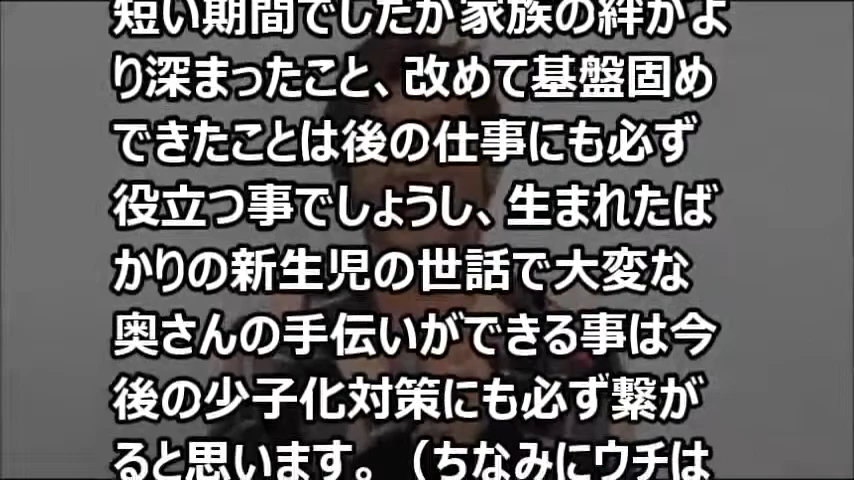 短い期間でしたが家族の絆がよ
り深まったこと、改めて基盤固め
できたことは後の仕事にも必ず
役立つ事でしょうし、生まれたば
かりの新生児の世話で大変な
奥さんの手伝いができる事は今
後の少子化対策にも必ず繋が
ると思います。（ちなみにウチは